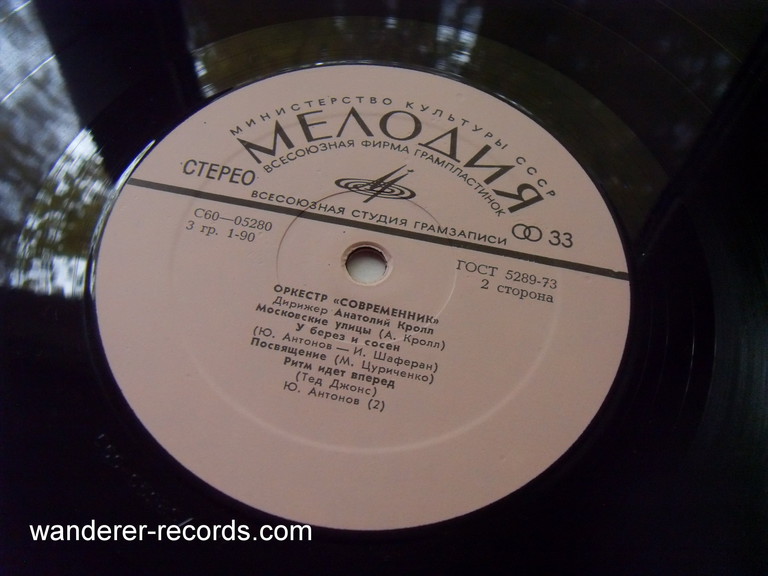 МИНИСТЕРСТВО КУЛЬТУРЫ СССР
МЕЛОДИЯ
ВСЕСОЮЗНАЯ ФИРМА ГРАМПЛАСТИНОК
СТЕРЕО
ВСЕСОЮЗНАЯ СТУДИЯ ГРАМЗАПИСИ
33
С60—05280
3 гр. 1-90
ГОСТ 5289-73
2 сторона
ОРКЕСТР «СОВРЕМЕННИК»
Дирижер Анатолий Кролл
Московские улицы (А. Кролл)
У берез и сосен
(Ю. Антонов — И. Шаферан)
Посвящение (М. Цуриченко)
Ритм идет вперед
(Тед Джонс)
Ю. Антонов (2)
wanderer-records.com